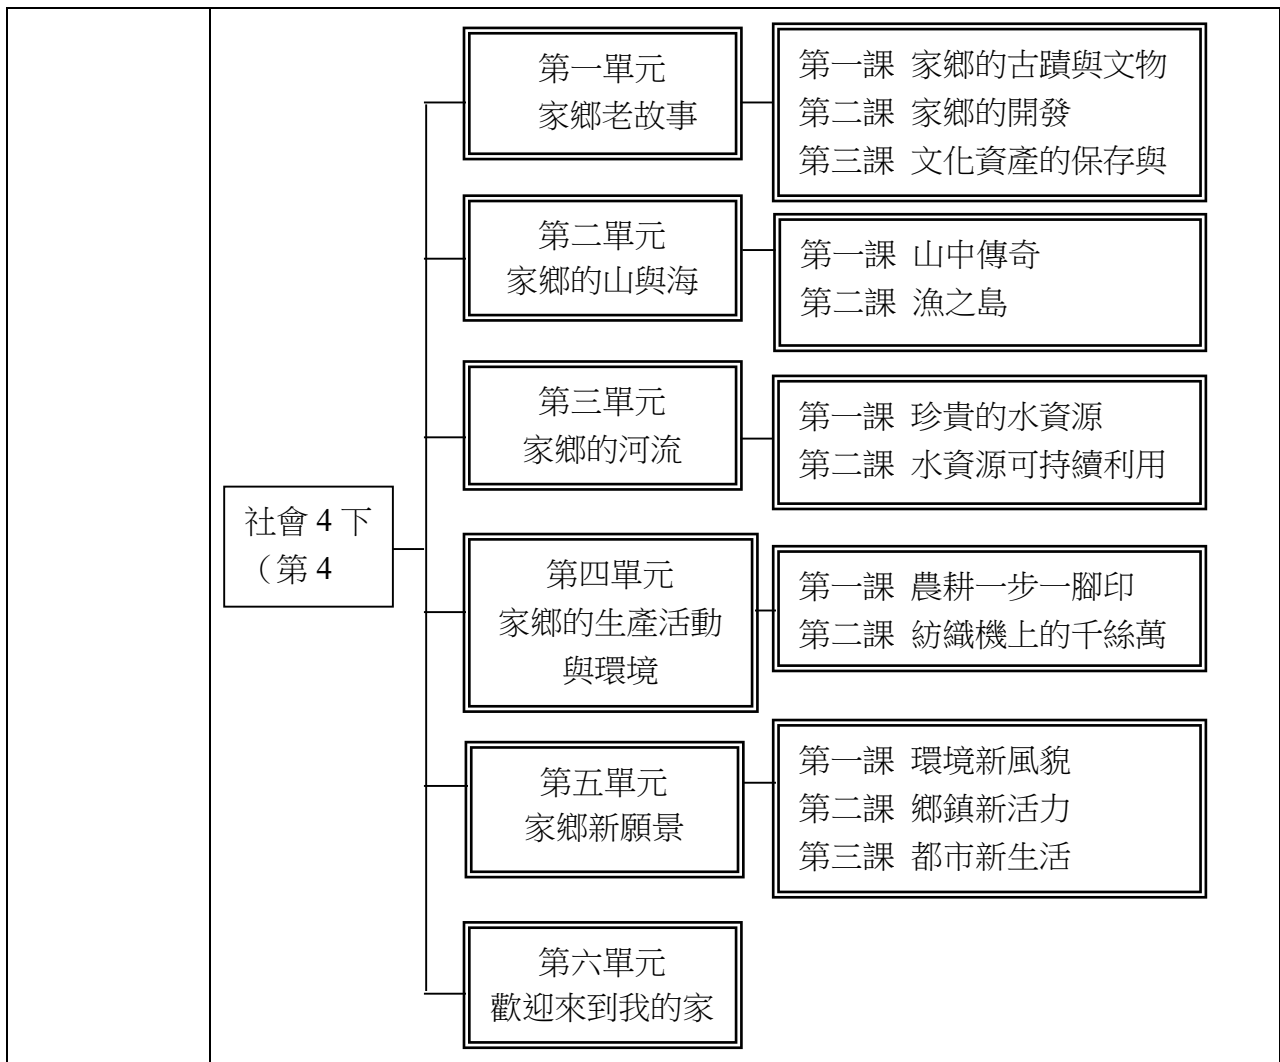 社會 4 下
（第 4
第一單元
家鄉老故事
第一課 家鄉的古蹟與文物
第二課 家鄉的開發
第三課 文化資產的保存與
第二單元
家鄉的山與海
第一課 山中傳奇
第二課 漁之島
第三單元
家鄉的河流
第一課 珍貴的水資源
第二課 水資源可持續利用
第四單元
家鄉的生產活動
與環境
第一課 農耕一步一腳印
第二課 紡織機上的千絲萬
第五單元
家鄉新願景
第一課 環境新風貌
第二課 鄉鎮新活力
第三課 都市新生活
第六單元
歡迎來到我的家